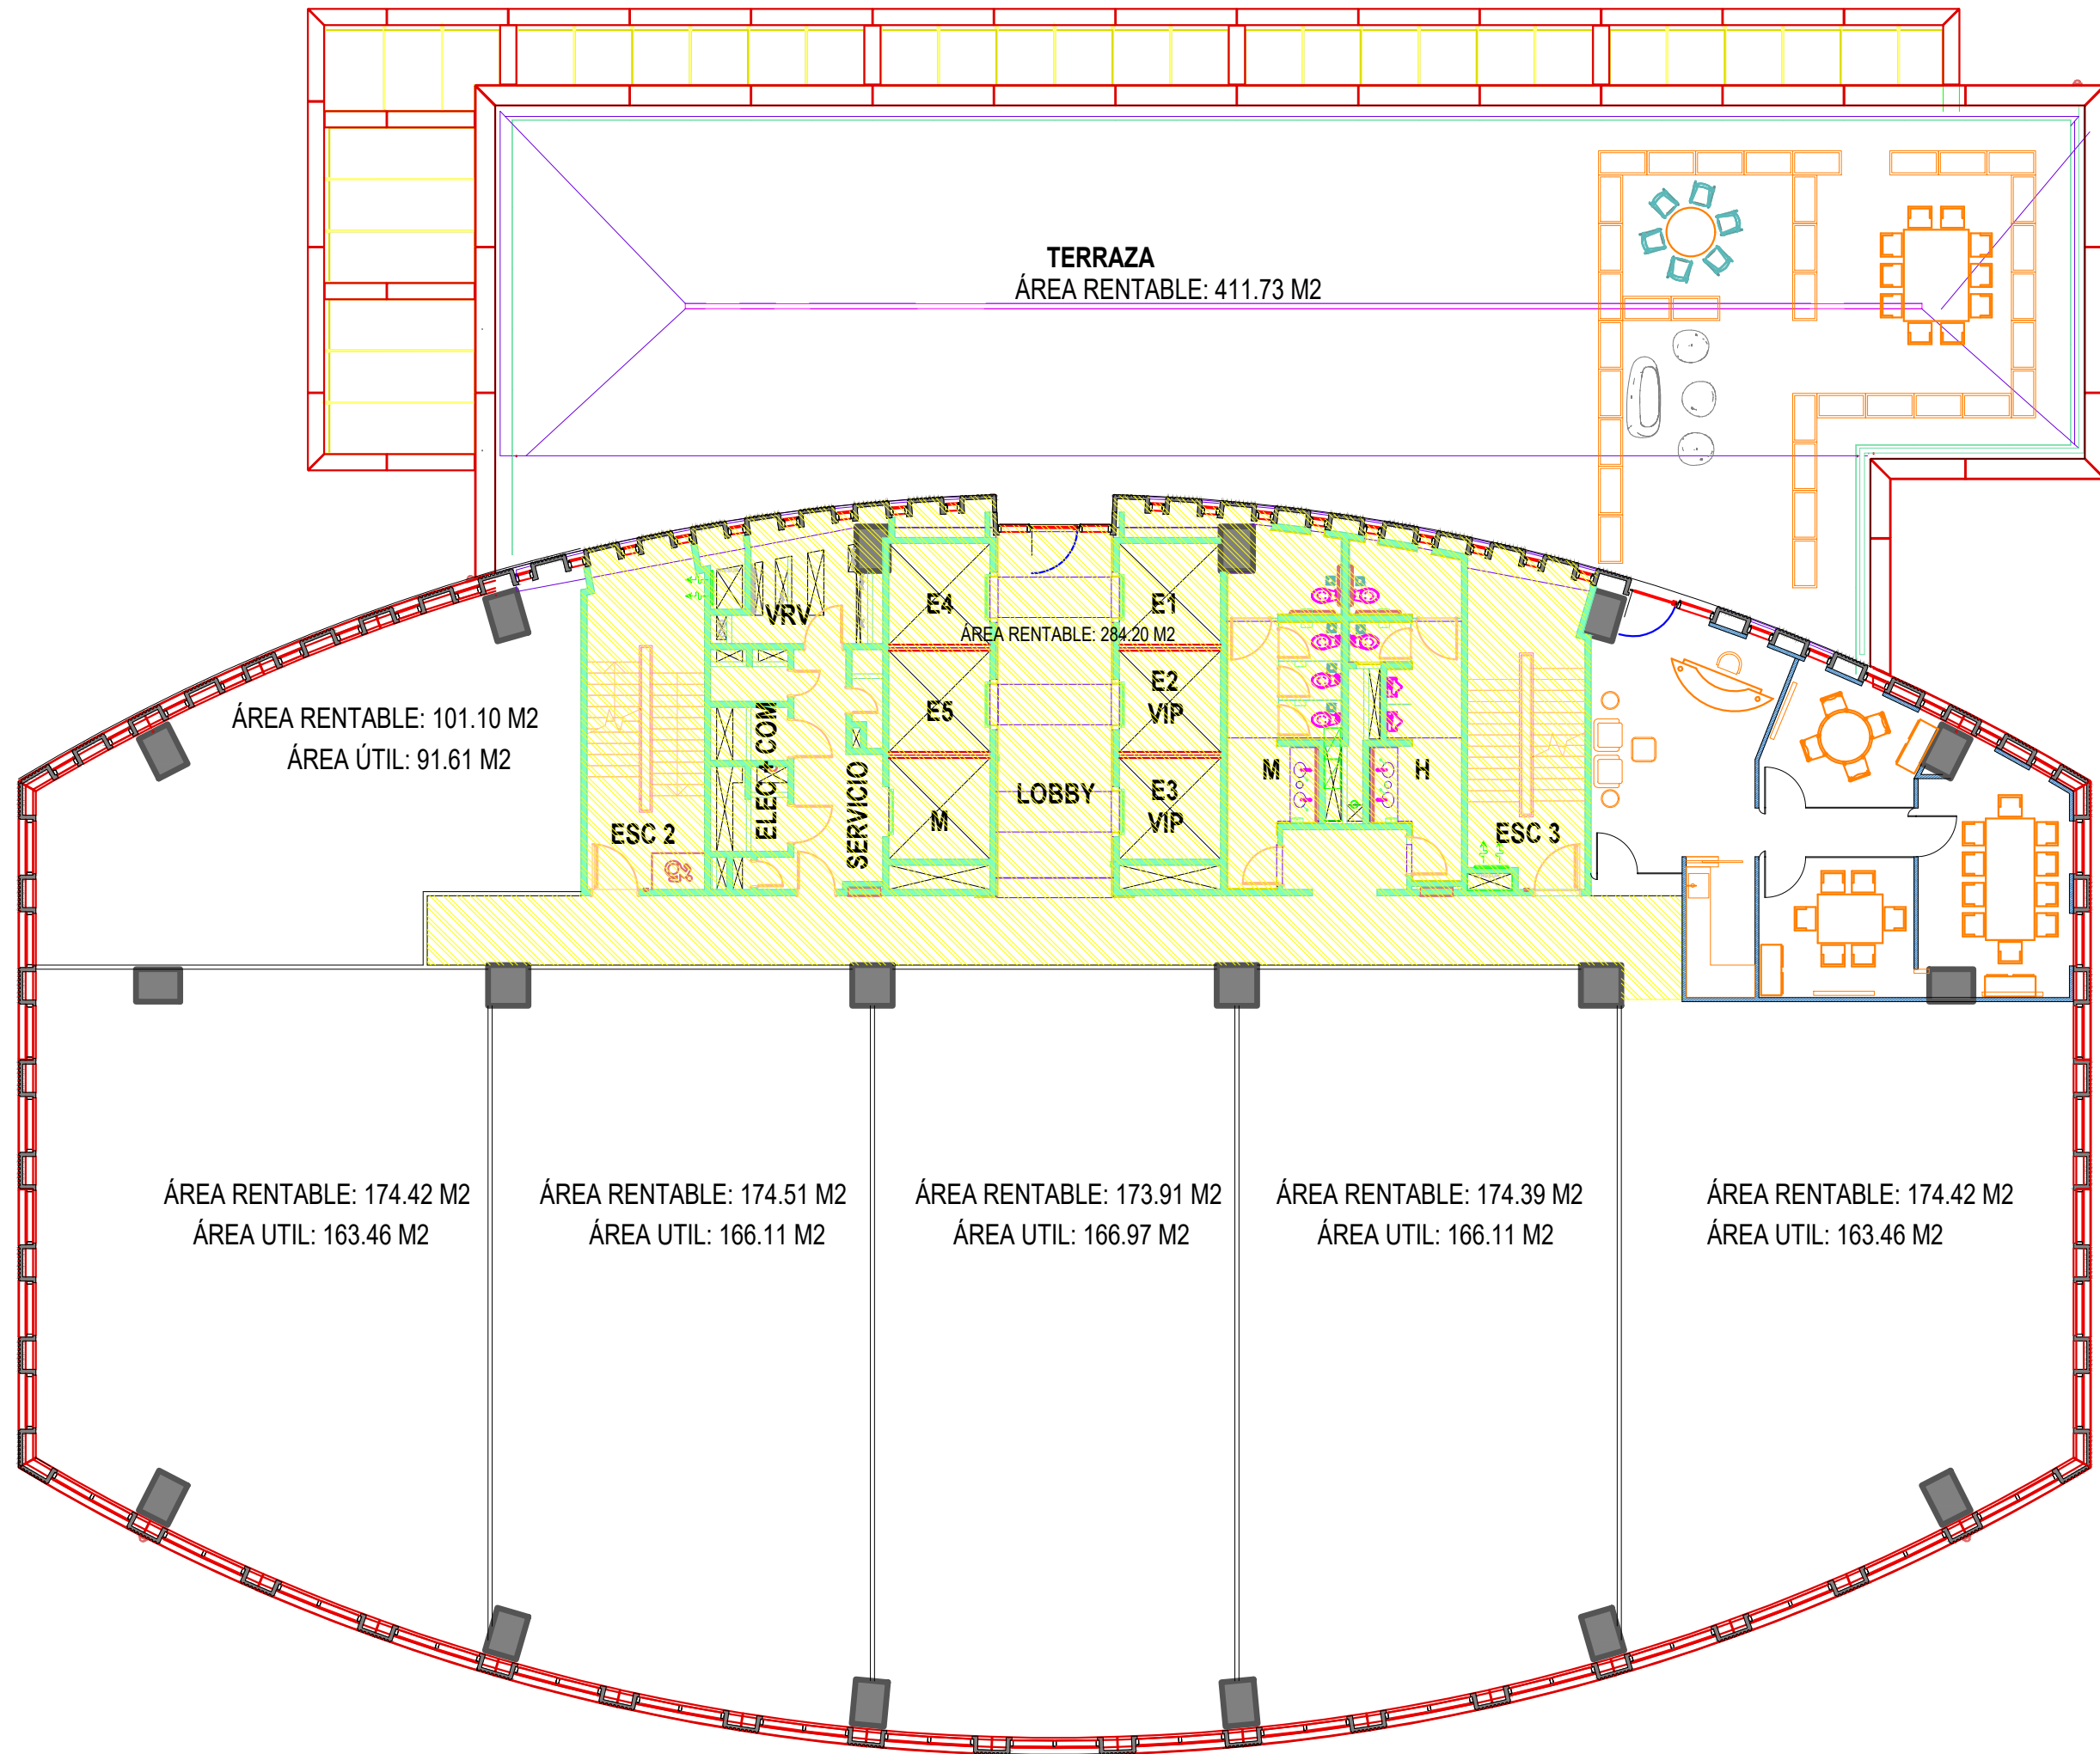 TERRAZA
ÁREA RENTABLE: 411.73 M2
VRV
E4
E1
ÁREA RENTABLE: 284.20 M2
E5
E2
VIP
ÁREA RENTABLE: 101.10 M2
ÁREA ÚTIL: 91.61 M2
ESC 2
ELEC+COM
SERVICIO
M
LOBBY
E3
VIP
M
H
ESC 3
ÁREA RENTABLE: 174.42 M2
ÁREA UTIL: 163.46 M2
ÁREA RENTABLE: 174.51 M2
ÁREA UTIL: 166.11 M2
ÁREA RENTABLE: 173.91 M2
ÁREA UTIL: 166.97 M2
ÁREA RENTABLE: 174.39 M2
ÁREA UTIL: 166.11 M2
ÁREA RENTABLE: 174.42 M2
ÁREA UTIL: 163.46 M2